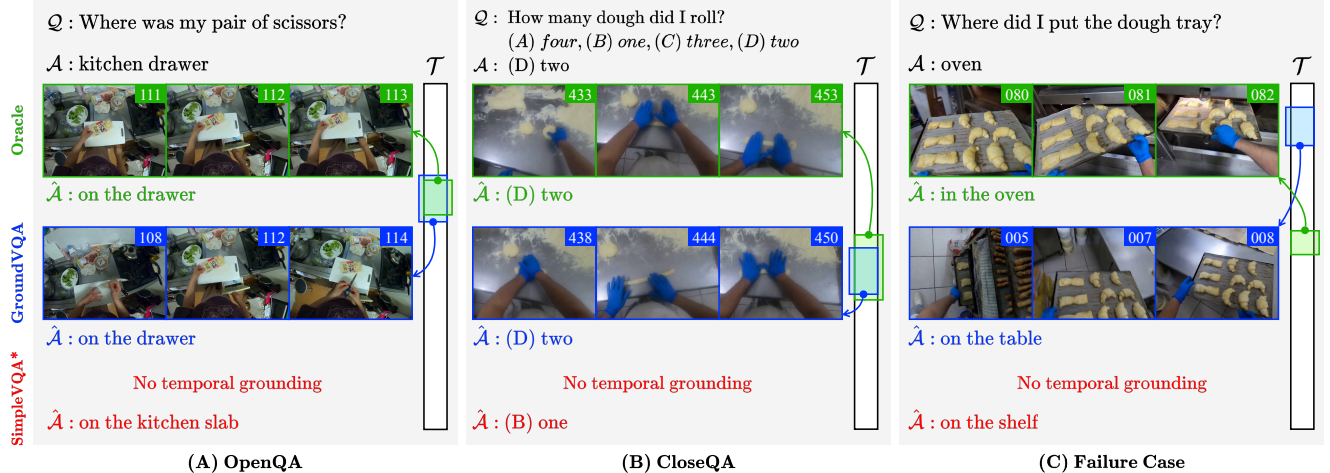 Q : Where was my pair of scissors?
A : kitchen drawer
T
Oracle
111 112 113
Â : on the drawer
GroundVQA
108 112 114
Â : on the drawer
SimpleVQA*
No temporal grounding
Â : on the kitchen slab
(A) OpenQA
Q : How many dough did I roll?
(A) four, (B) one, (C) three, (D) two
A : (D) two
T
433 443 453
Â : (D) two
438 444 450
Â : (D) two
No temporal grounding
Â : (B) one
(B) CloseQA
Q : Where did I put the dough tray?
A : oven
T
080 081 082
Â : in the oven
005 007 008
Â : on the table
No temporal grounding
Â : on the shelf
(C) Failure Case